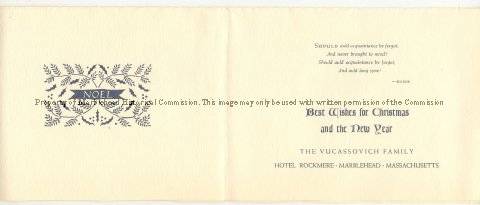 NOEL
Property of Marblehead Historical Commission. This image may only be used with written permission of the Commission
SHOULD auld acquaintance be forgot,
And never brought to mind?
Should auld acquaintance be forgot,
And auld lang syne!
—BURNS
Best Wishes for Christmas
and the New Year
THE VUCASSOVICH FAMILY
HOTEL ROCKMERE · MARBLEHEAD · MASSACHUSETTS